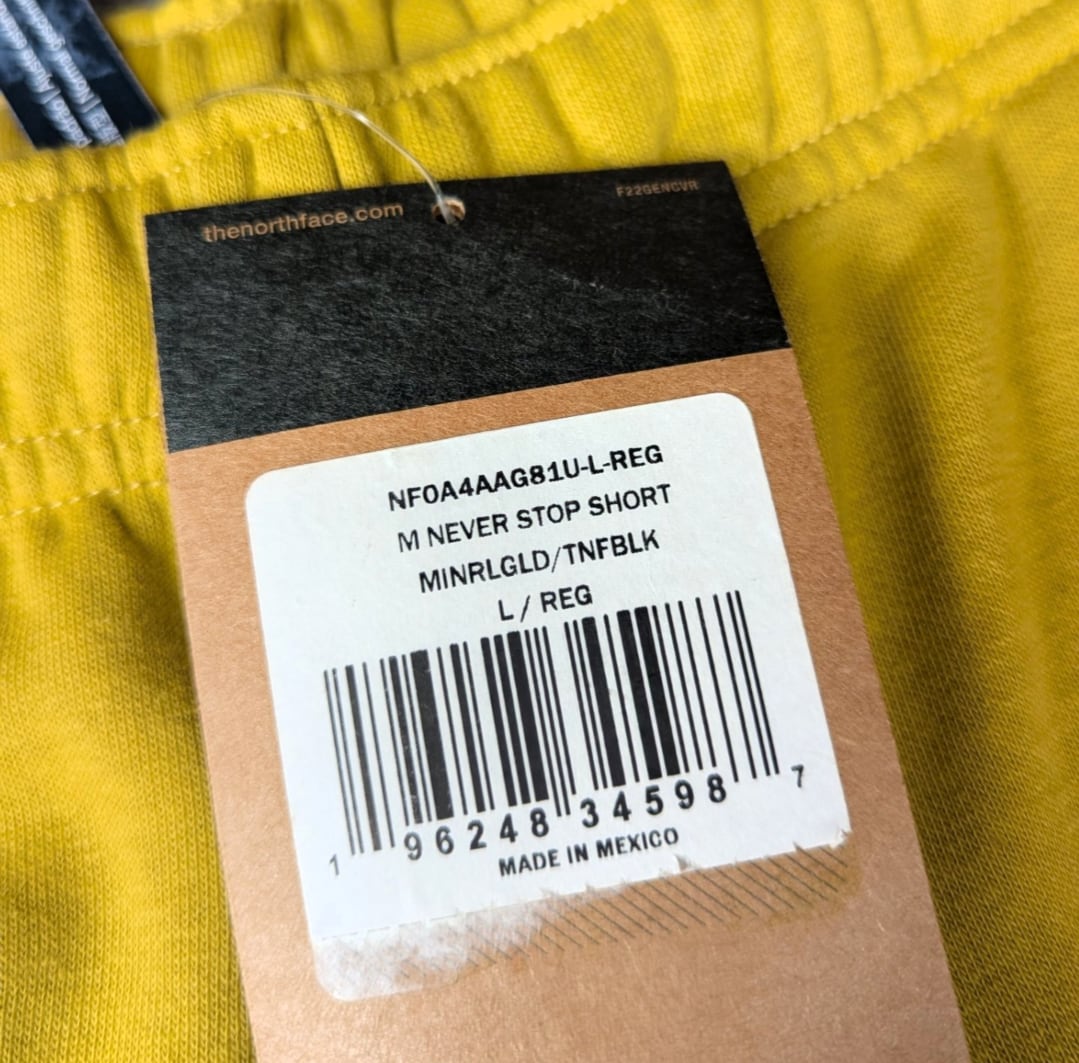 thenorthface.com
F22GENCVR
NF0A4AAG81U-L-REG
M NEVER STOP SHORT
MINRLGLD/TNFBLK
L / REG
1 96248 34598 7
MADE IN MEXICO